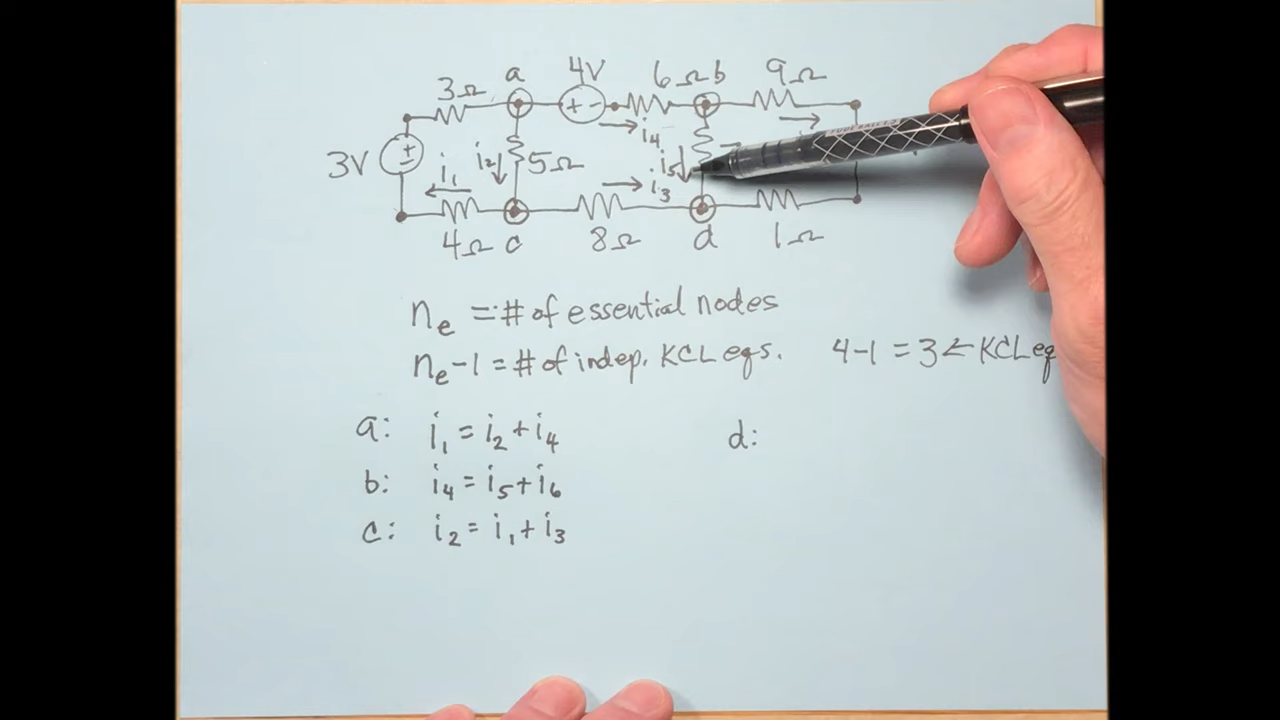 a 4V 6Ω b 9Ω
3Ω
i4
3V i1 i2 5Ω i5
i3
4Ω c 8Ω d 1Ω
ne = # of essential nodes
ne-1 = # of indep. KCL eqs. 4-1 = 3 ← KCL eq
a: i1 = i2 + i4 d:
b: i4 = i5 + i6
c: i2 = i1 + i3